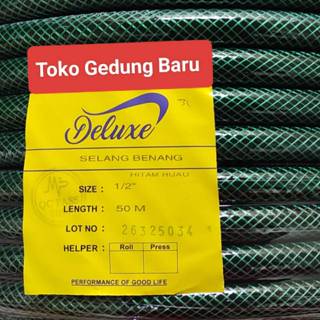 Toko Gedung Baru
Deluxe
SELANG BENANG
HITAM HIJAU
SIZE : 1/2"
LENGTH : 50 M
LOT NO : 26325034
HELPER : Roll Press
PERFORMANCE OF GOOD LIFE